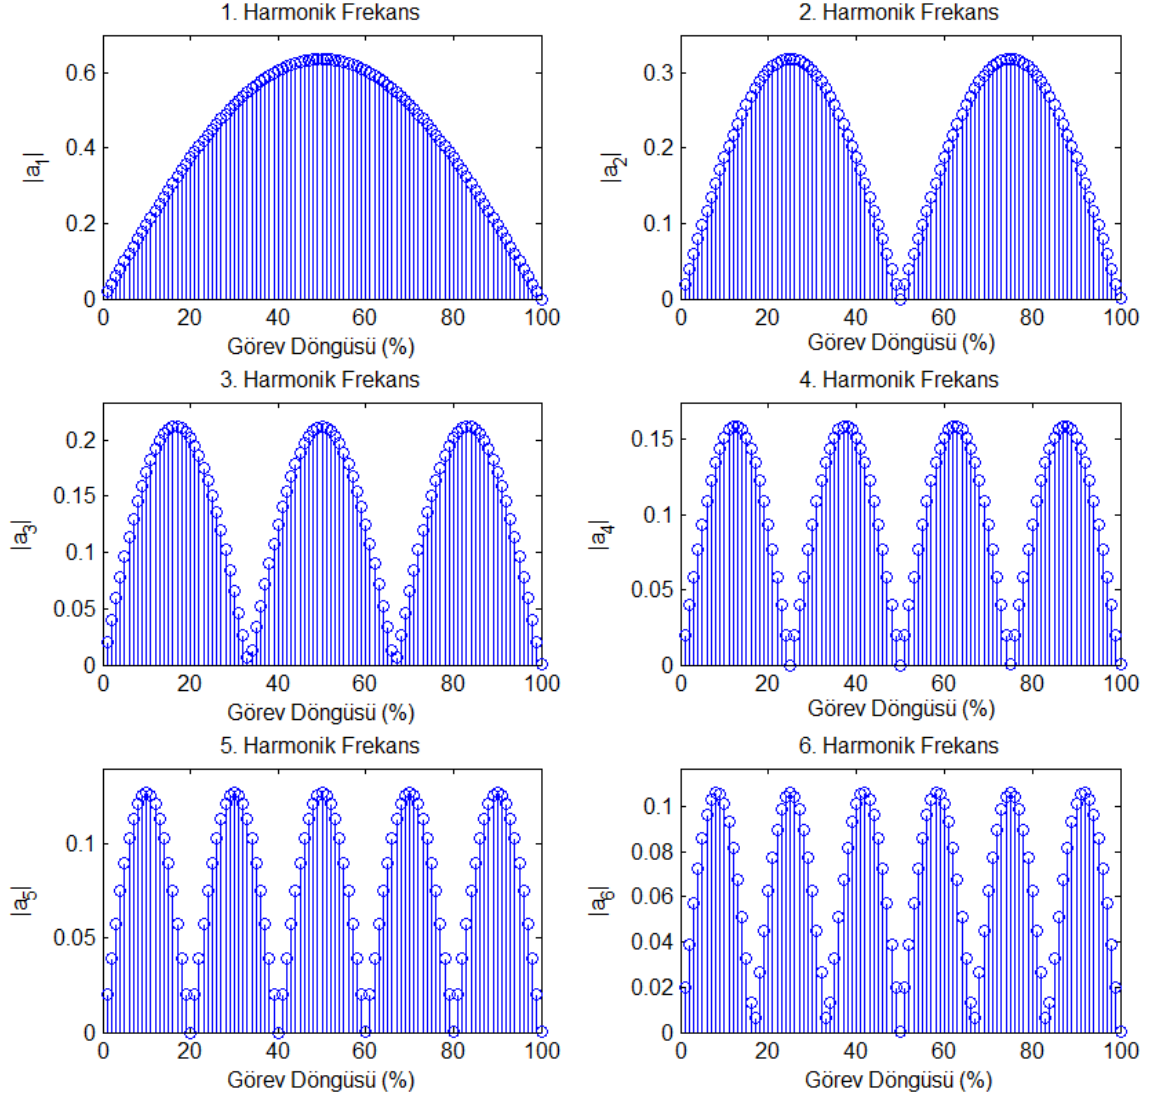 1. Harmonik Frekans
|a1|
0.6
0.4
0.2
0
0 20 40 60 80 100
Görev Döngüsü (%)
2. Harmonik Frekans
|a2|
0.3
0.2
0.1
0
0 20 40 60 80 100
Görev Döngüsü (%)
3. Harmonik Frekans
|a3|
0.2
0.15
0.1
0.05
0
0 20 40 60 80 100
Görev Döngüsü (%)
4. Harmonik Frekans
|a4|
0.15
0.1
0.05
0
0 20 40 60 80 100
Görev Döngüsü (%)
5. Harmonik Frekans
|a5|
0.1
0.05
0
0 20 40 60 80 100
Görev Döngüsü (%)
6. Harmonik Frekans
|a6|
0.1
0.08
0.06
0.04
0.02
0
0 20 40 60 80 100
Görev Döngüsü (%)